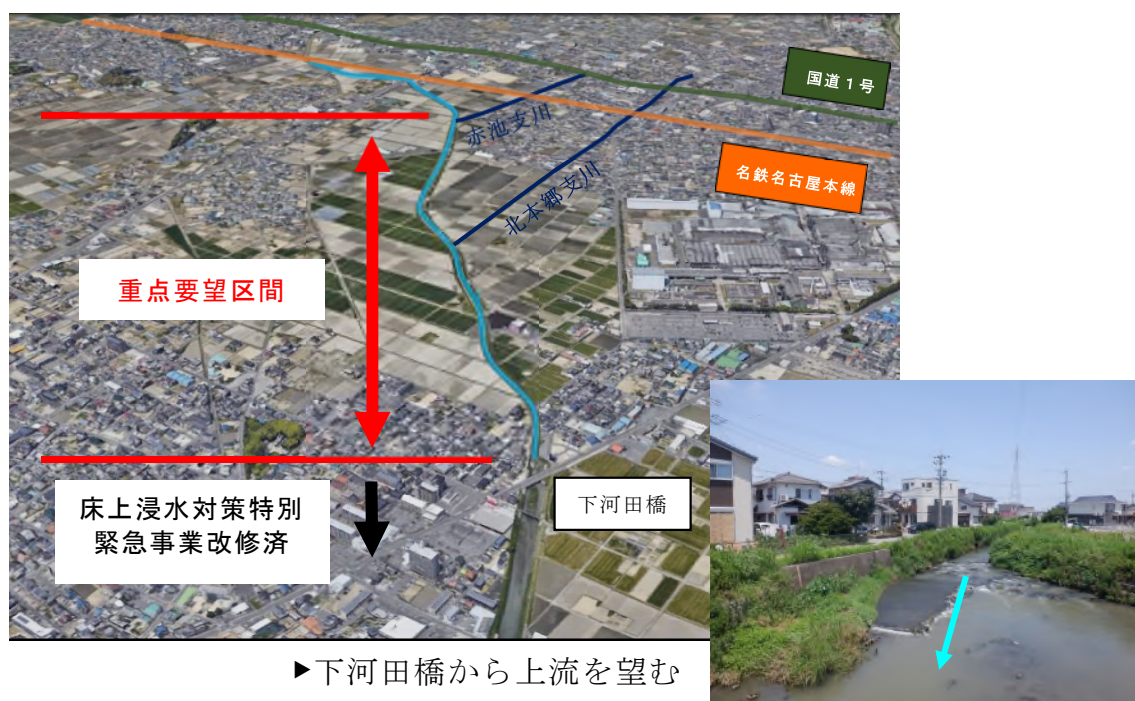 国道１号
赤池支川
名鉄名古屋本線
北本郷支川
重点要望区間
下河田橋
床上浸水対策特別
緊急事業改修済
▶下河田橋から上流を望む